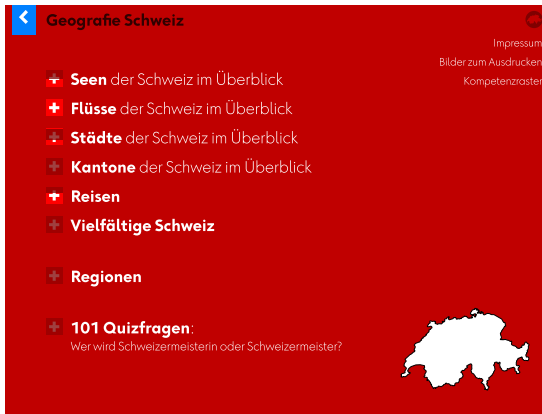 Geografie Schweiz
Impressum
Bilder zum Ausdrucken
Kompetenzraster
Seen der Schweiz im Überblick
Flüsse der Schweiz im Überblick
Städte der Schweiz im Überblick
Kantone der Schweiz im Überblick
Reisen
Vielfältige Schweiz
Regionen
101 Quizfragen:
Wer wird Schweizermeisterin oder Schweizermeister?